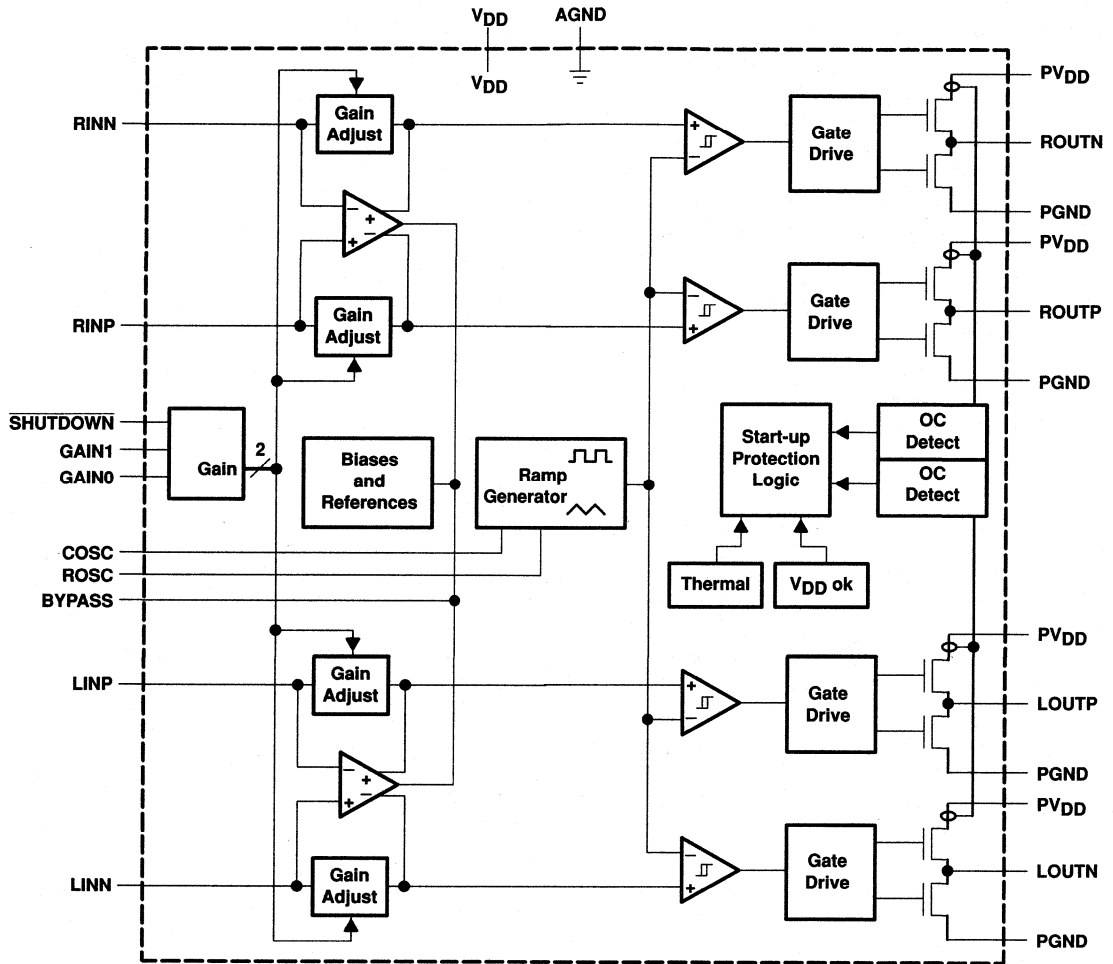 VDD
AGND
VDD
PVDD
RINN
Gain
Adjust
+
−
Gate
Drive
ROUTN
−
+
−
+
PGND
PVDD
RINP
Gain
Adjust
−
+
Gate
Drive
ROUTP
PGND
SHUTDOWN
GAIN1
GAIN0
Gain
2
Biases
and
References
Ramp
Generator
Start-up
Protection
Logic
OC
Detect
OC
Detect
COSC
ROSC
BYPASS
Thermal
VDD ok
PVDD
LINP
Gain
Adjust
+
−
Gate
Drive
LOUTP
−
+
−
+
PGND
PVDD
LINN
Gain
Adjust
−
+
Gate
Drive
LOUTN
PGND